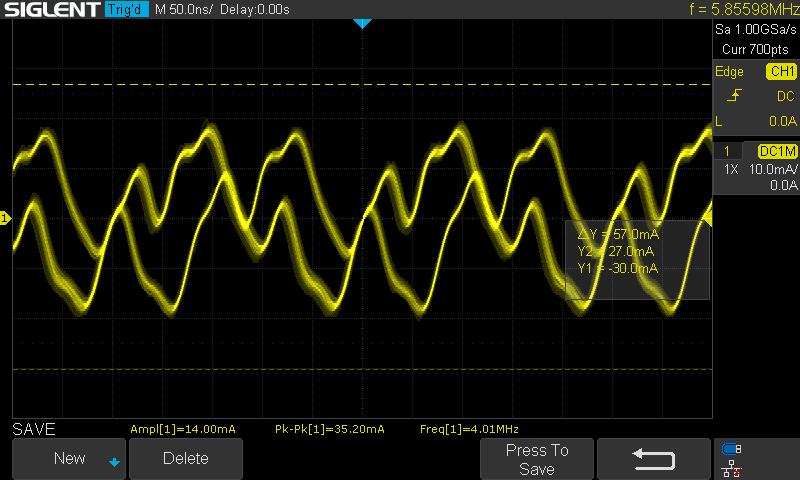 SIGLENT Trig'd M 50.0ns/ Delay:0.00s f = 5.85598MHz
Sa 1.00GSa/s
Curr 700pts
Edge CH1
DC
L 0.0A
1 DC1M
1X 10.0mA/
0.0A
1
ΔY = 57.0mA
Y2 = 27.0mA
Y1 = -30.0mA
SAVE Ampl[1]=14.00mA Pk-Pk[1]=35.20mA Freq[1]=4.01MHz
New Delete Press To
Save